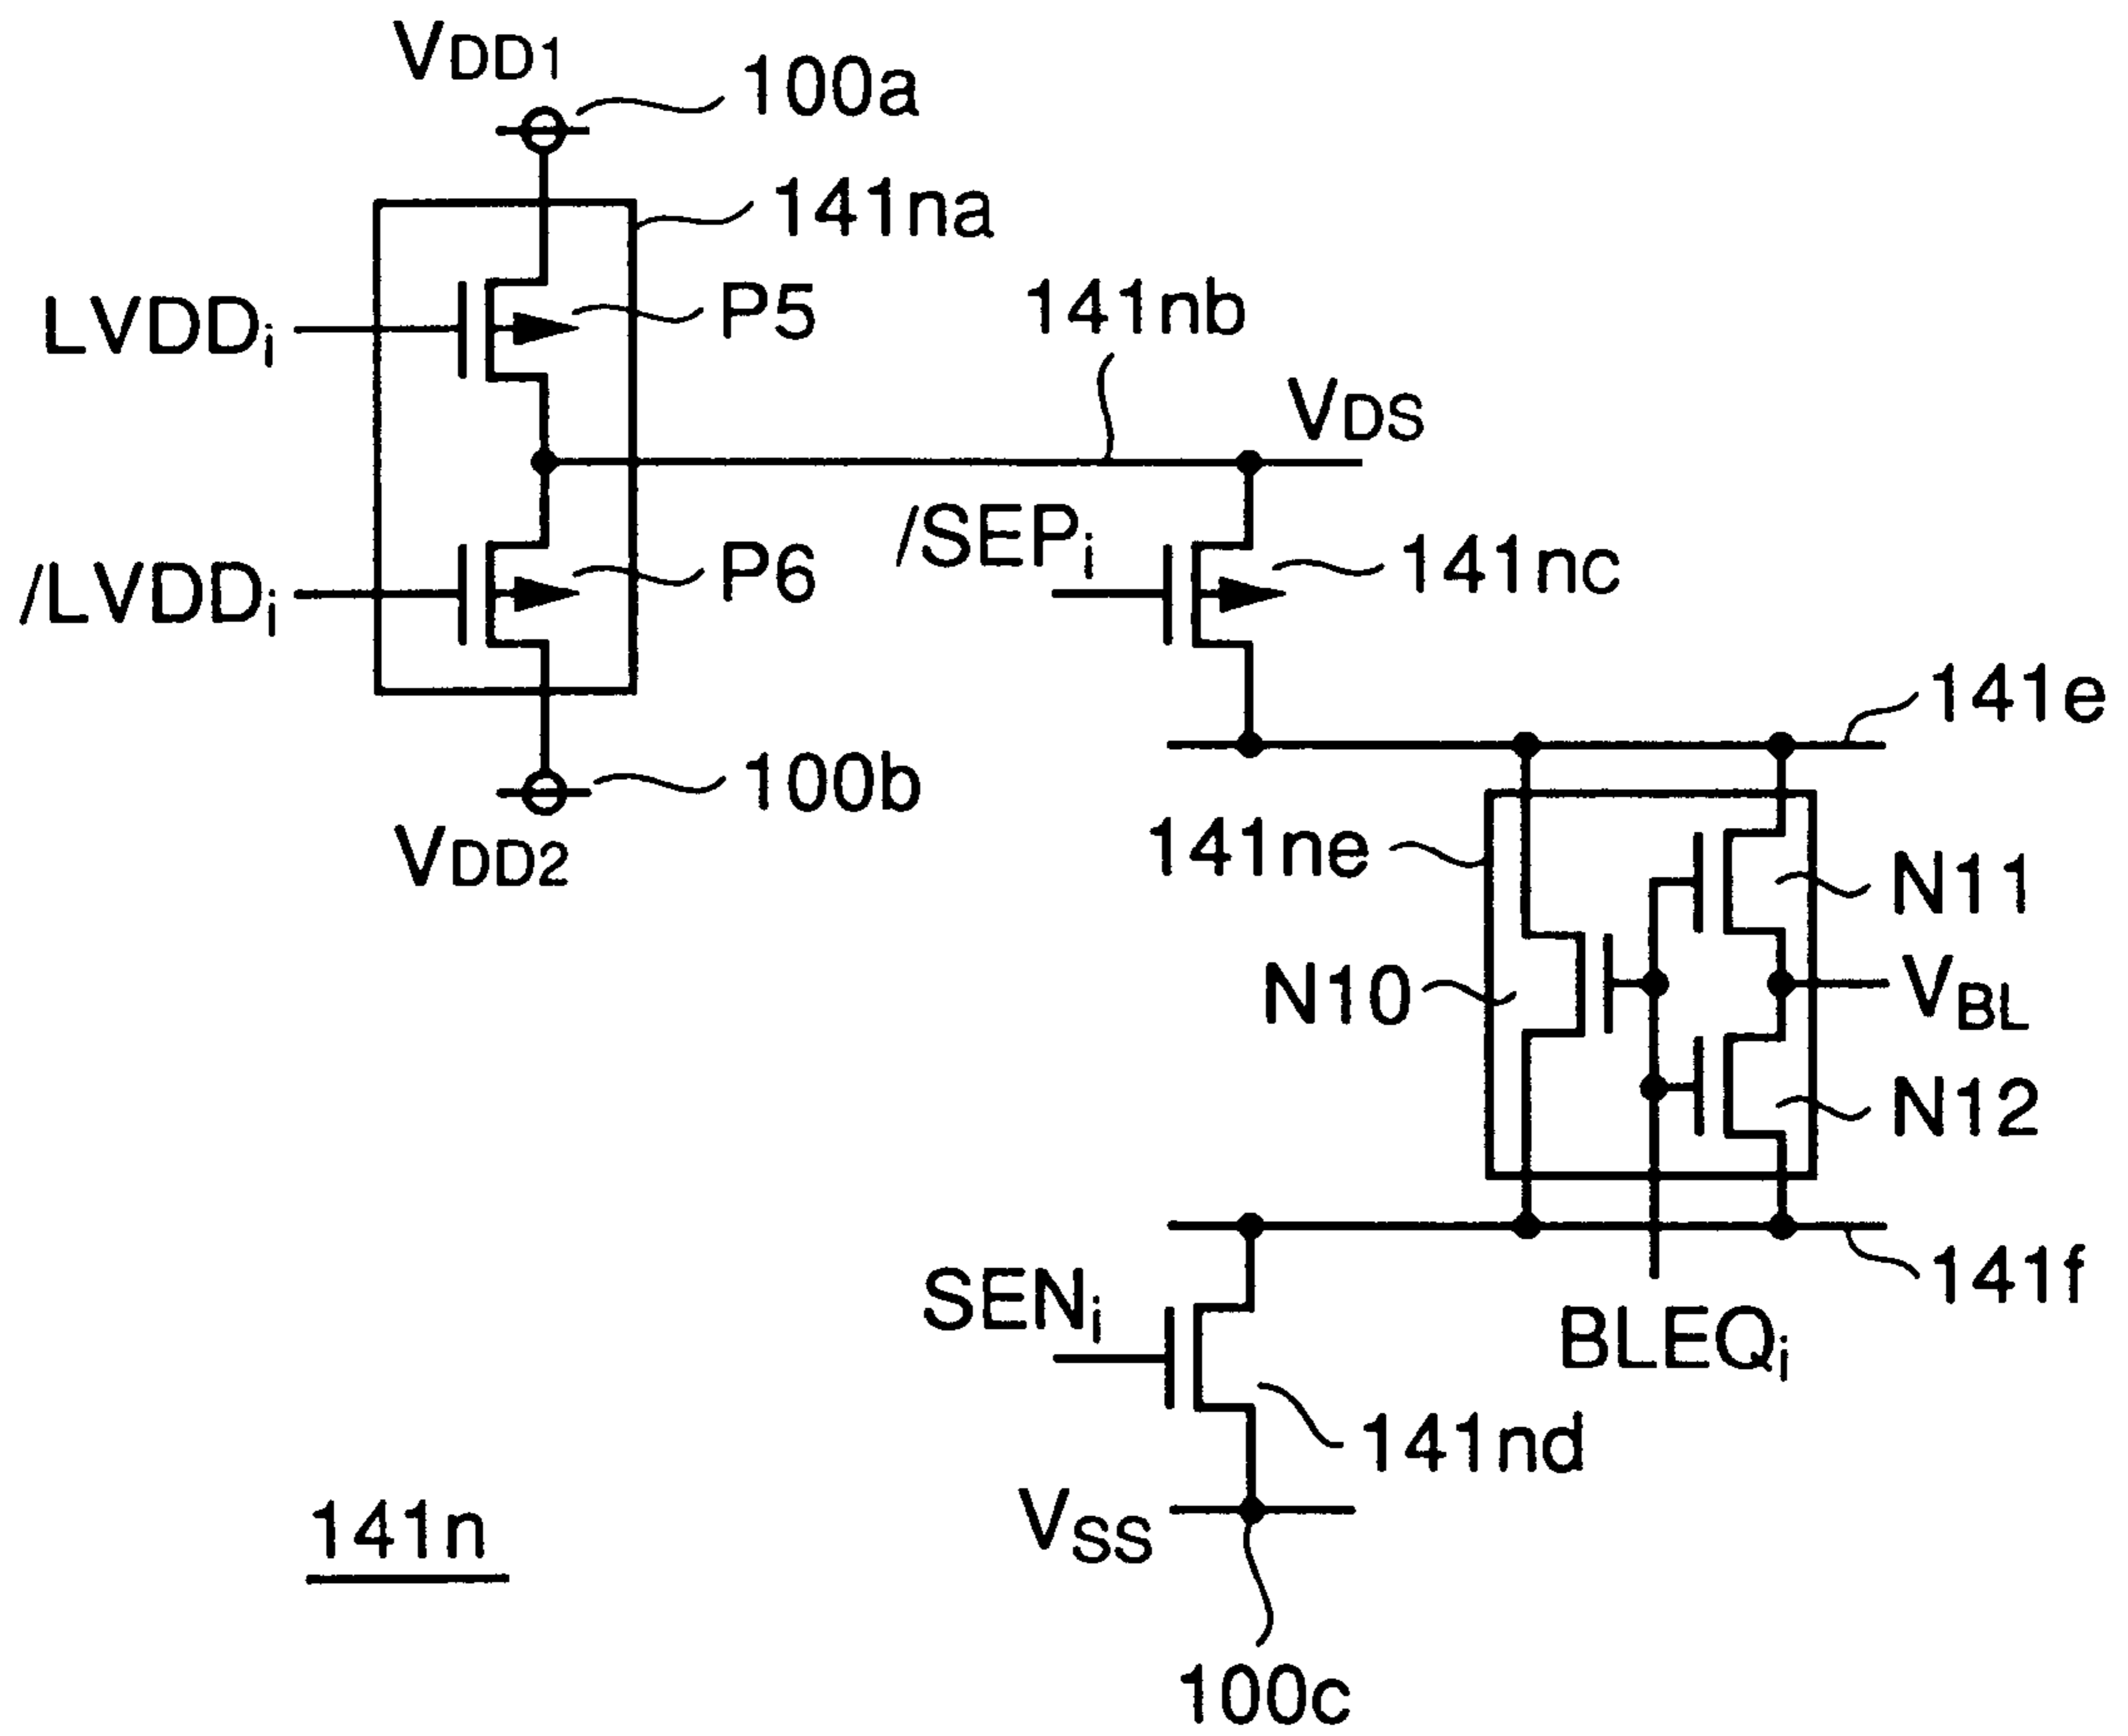 VDD1
100a
141na
LVDDi
P5
141nb
VDS
/SEPi
141nc
/LVDDi
P6
141e
100b
VDD2
141ne
N11
N10
VBL
N12
141f
SENi
BLEQi
141nd
VSS
141n
100c